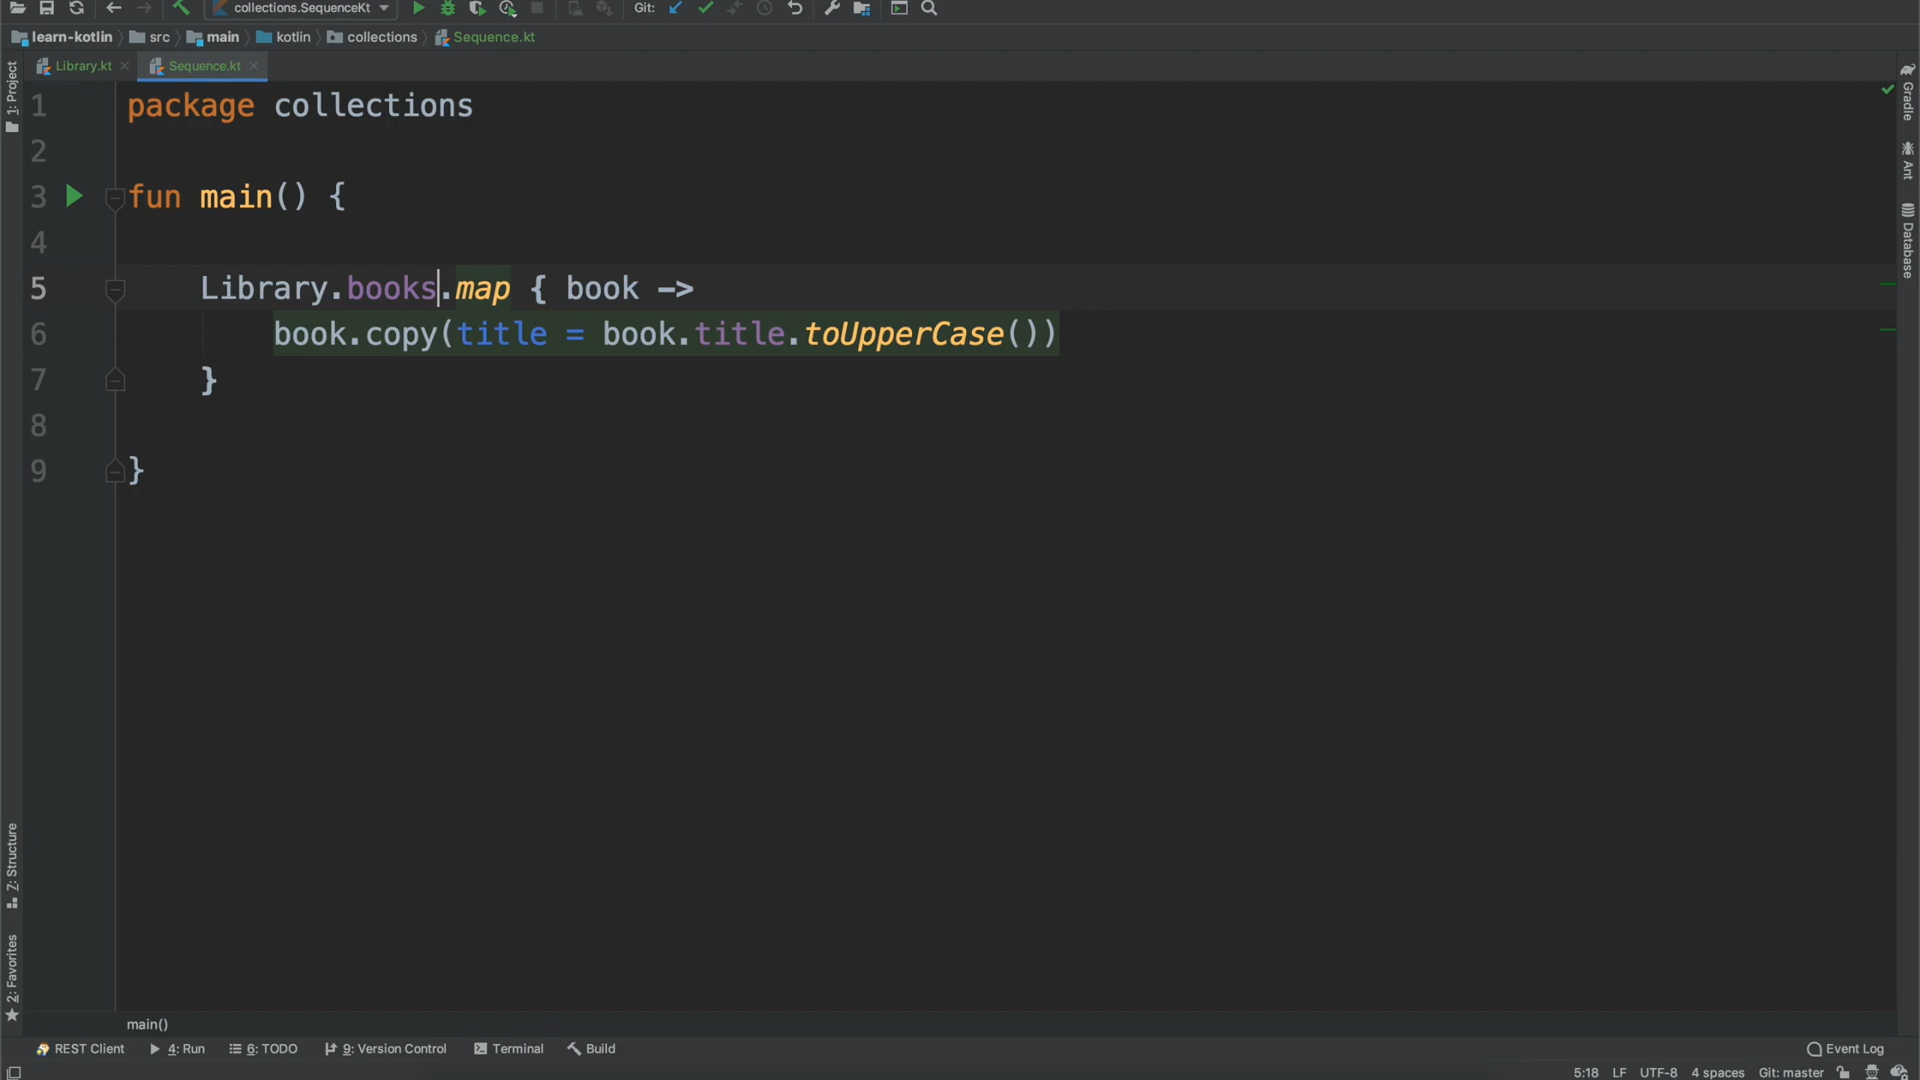 collections.SequenceKt Git:
learn-kotlin src main kotlin collections Sequence.kt
Library.kt Sequence.kt
1: Project
Gradle
Ant
Database
1 package collections
2
3 fun main() {
4
5 Library.books.map { book ->
6 book.copy(title = book.title.toUpperCase())
7 }
8
9 }
Z: Structure
2: Favorites
main()
REST Client 4: Run 6: TODO 9: Version Control Terminal Build Event Log
5:18 LF UTF-8 4 spaces Git: master